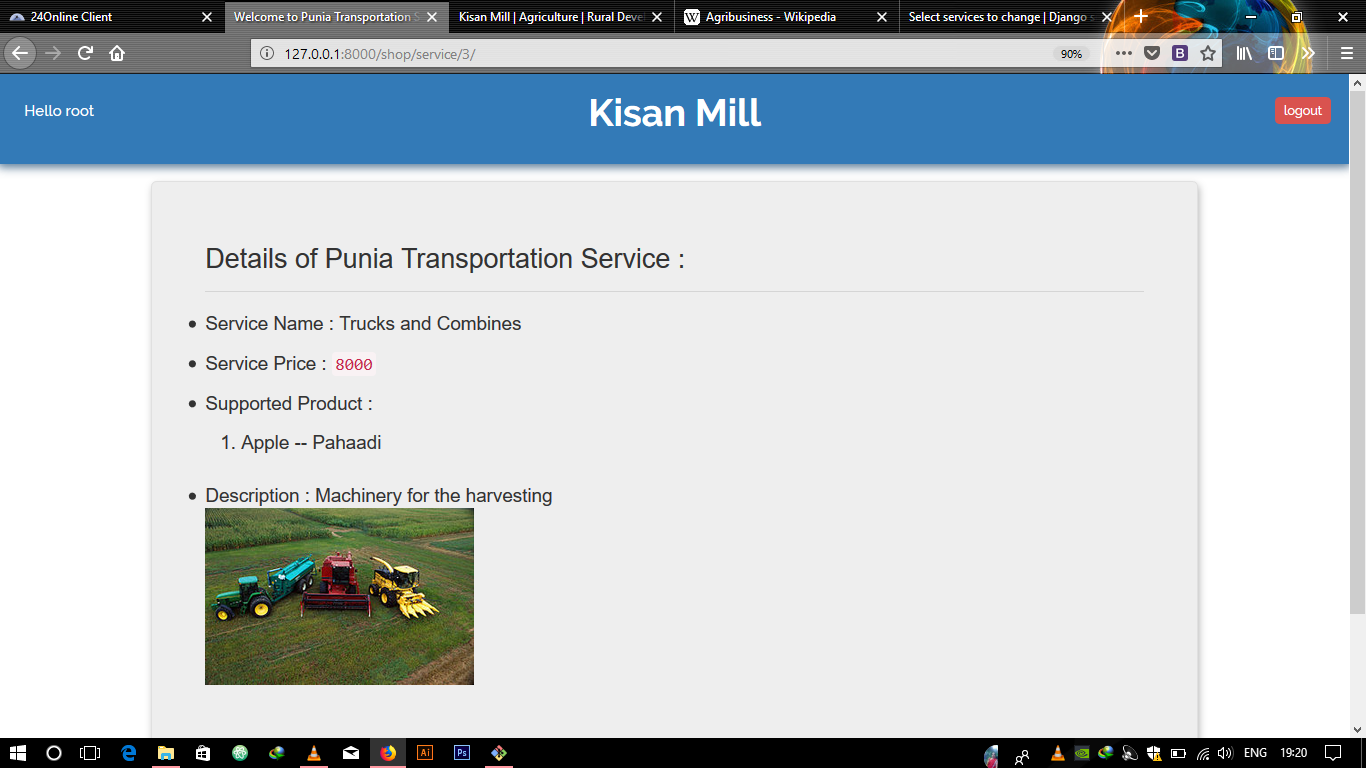 24Online Client
Welcome to Punia Transportation S
Kisan Mill | Agriculture | Rural Deve
W Agribusiness - Wikipedia
Select services to change | Django s
127.0.0.1:8000/shop/service/3/
90%
B
Hello root
Kisan Mill
logout
Details of Punia Transportation Service :
Service Name : Trucks and Combines
Service Price : 8000
Supported Product :
1. Apple -- Pahaadi
Description : Machinery for the harvesting
Ai
Ps
ENG
19:20